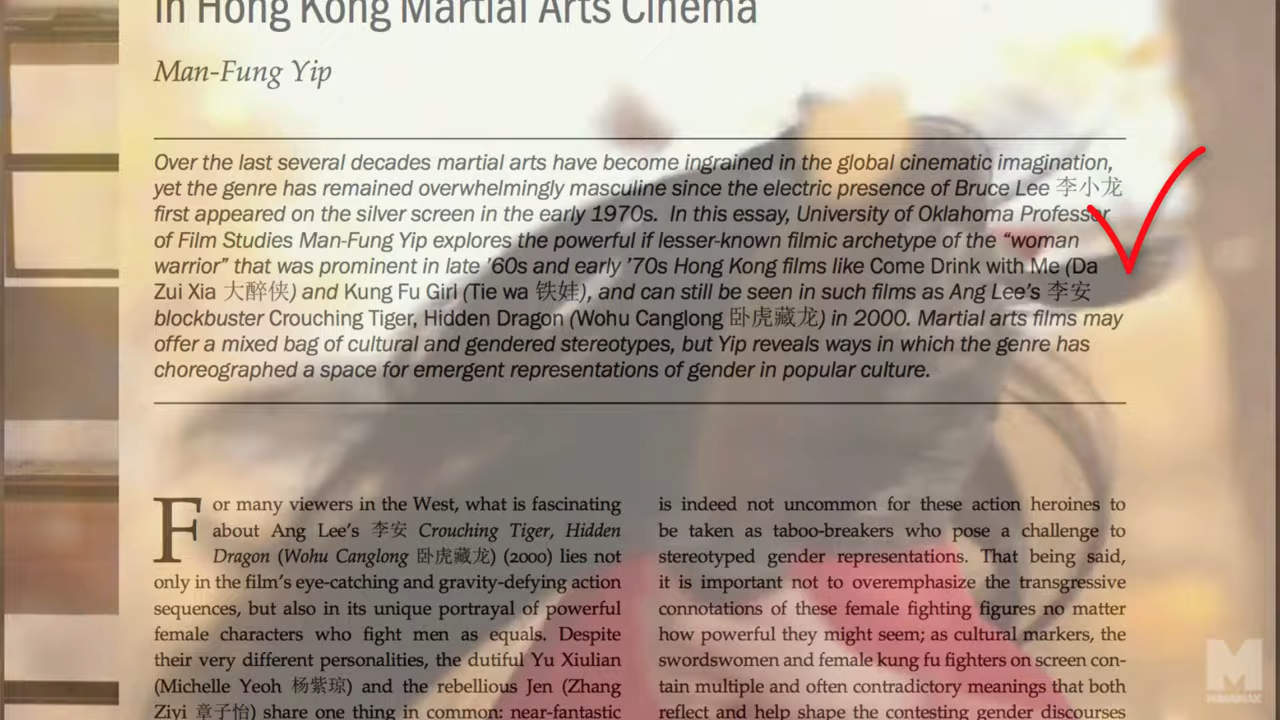 in Hong Kong Martial Arts Cinema
Man-Fung Yip
Over the last several decades martial arts have become ingrained in the global cinematic imagination,
yet the genre has remained overwhelmingly masculine since the electric presence of Bruce Lee 李小龙
first appeared on the silver screen in the early 1970s. In this essay, University of Oklahoma Professor
of Film Studies Man-Fung Yip explores the powerful if lesser-known filmic archetype of the “woman
warrior” that was prominent in late ’60s and early ’70s Hong Kong films like Come Drink with Me (Da
Zui Xia 大醉侠) and Kung Fu Girl (Tie wa 铁娃), and can still be seen in such films as Ang Lee’s 李安
blockbuster Crouching Tiger, Hidden Dragon (Wohu Canglong 卧虎藏龙) in 2000. Martial arts films may
offer a mixed bag of cultural and gendered stereotypes, but Yip reveals ways in which the genre has
choreographed a space for emergent representations of gender in popular culture.
For many viewers in the West, what is fascinating
about Ang Lee’s 李安 Crouching Tiger, Hidden
Dragon (Wohu Canglong 卧虎藏龙) (2000) lies not
only in the film’s eye-catching and gravity-defying action
sequences, but also in its unique portrayal of powerful
female characters who fight men as equals. Despite
their very different personalities, the dutiful Yu Xiulian
(Michelle Yeoh 杨紫琼) and the rebellious Jen (Zhang
Ziyi 章子怡) share one thing in common: near-fantastic
is indeed not uncommon for these action heroines to
be taken as taboo-breakers who pose a challenge to
stereotyped gender representations. That being said,
it is important not to overemphasize the transgressive
connotations of these female fighting figures no matter
how powerful they might seem; as cultural markers, the
swordswomen and female kung fu fighters on screen con-
tain multiple and often contradictory meanings that both
reflect and help shape the contesting gender discourses
M
MIRAMAX